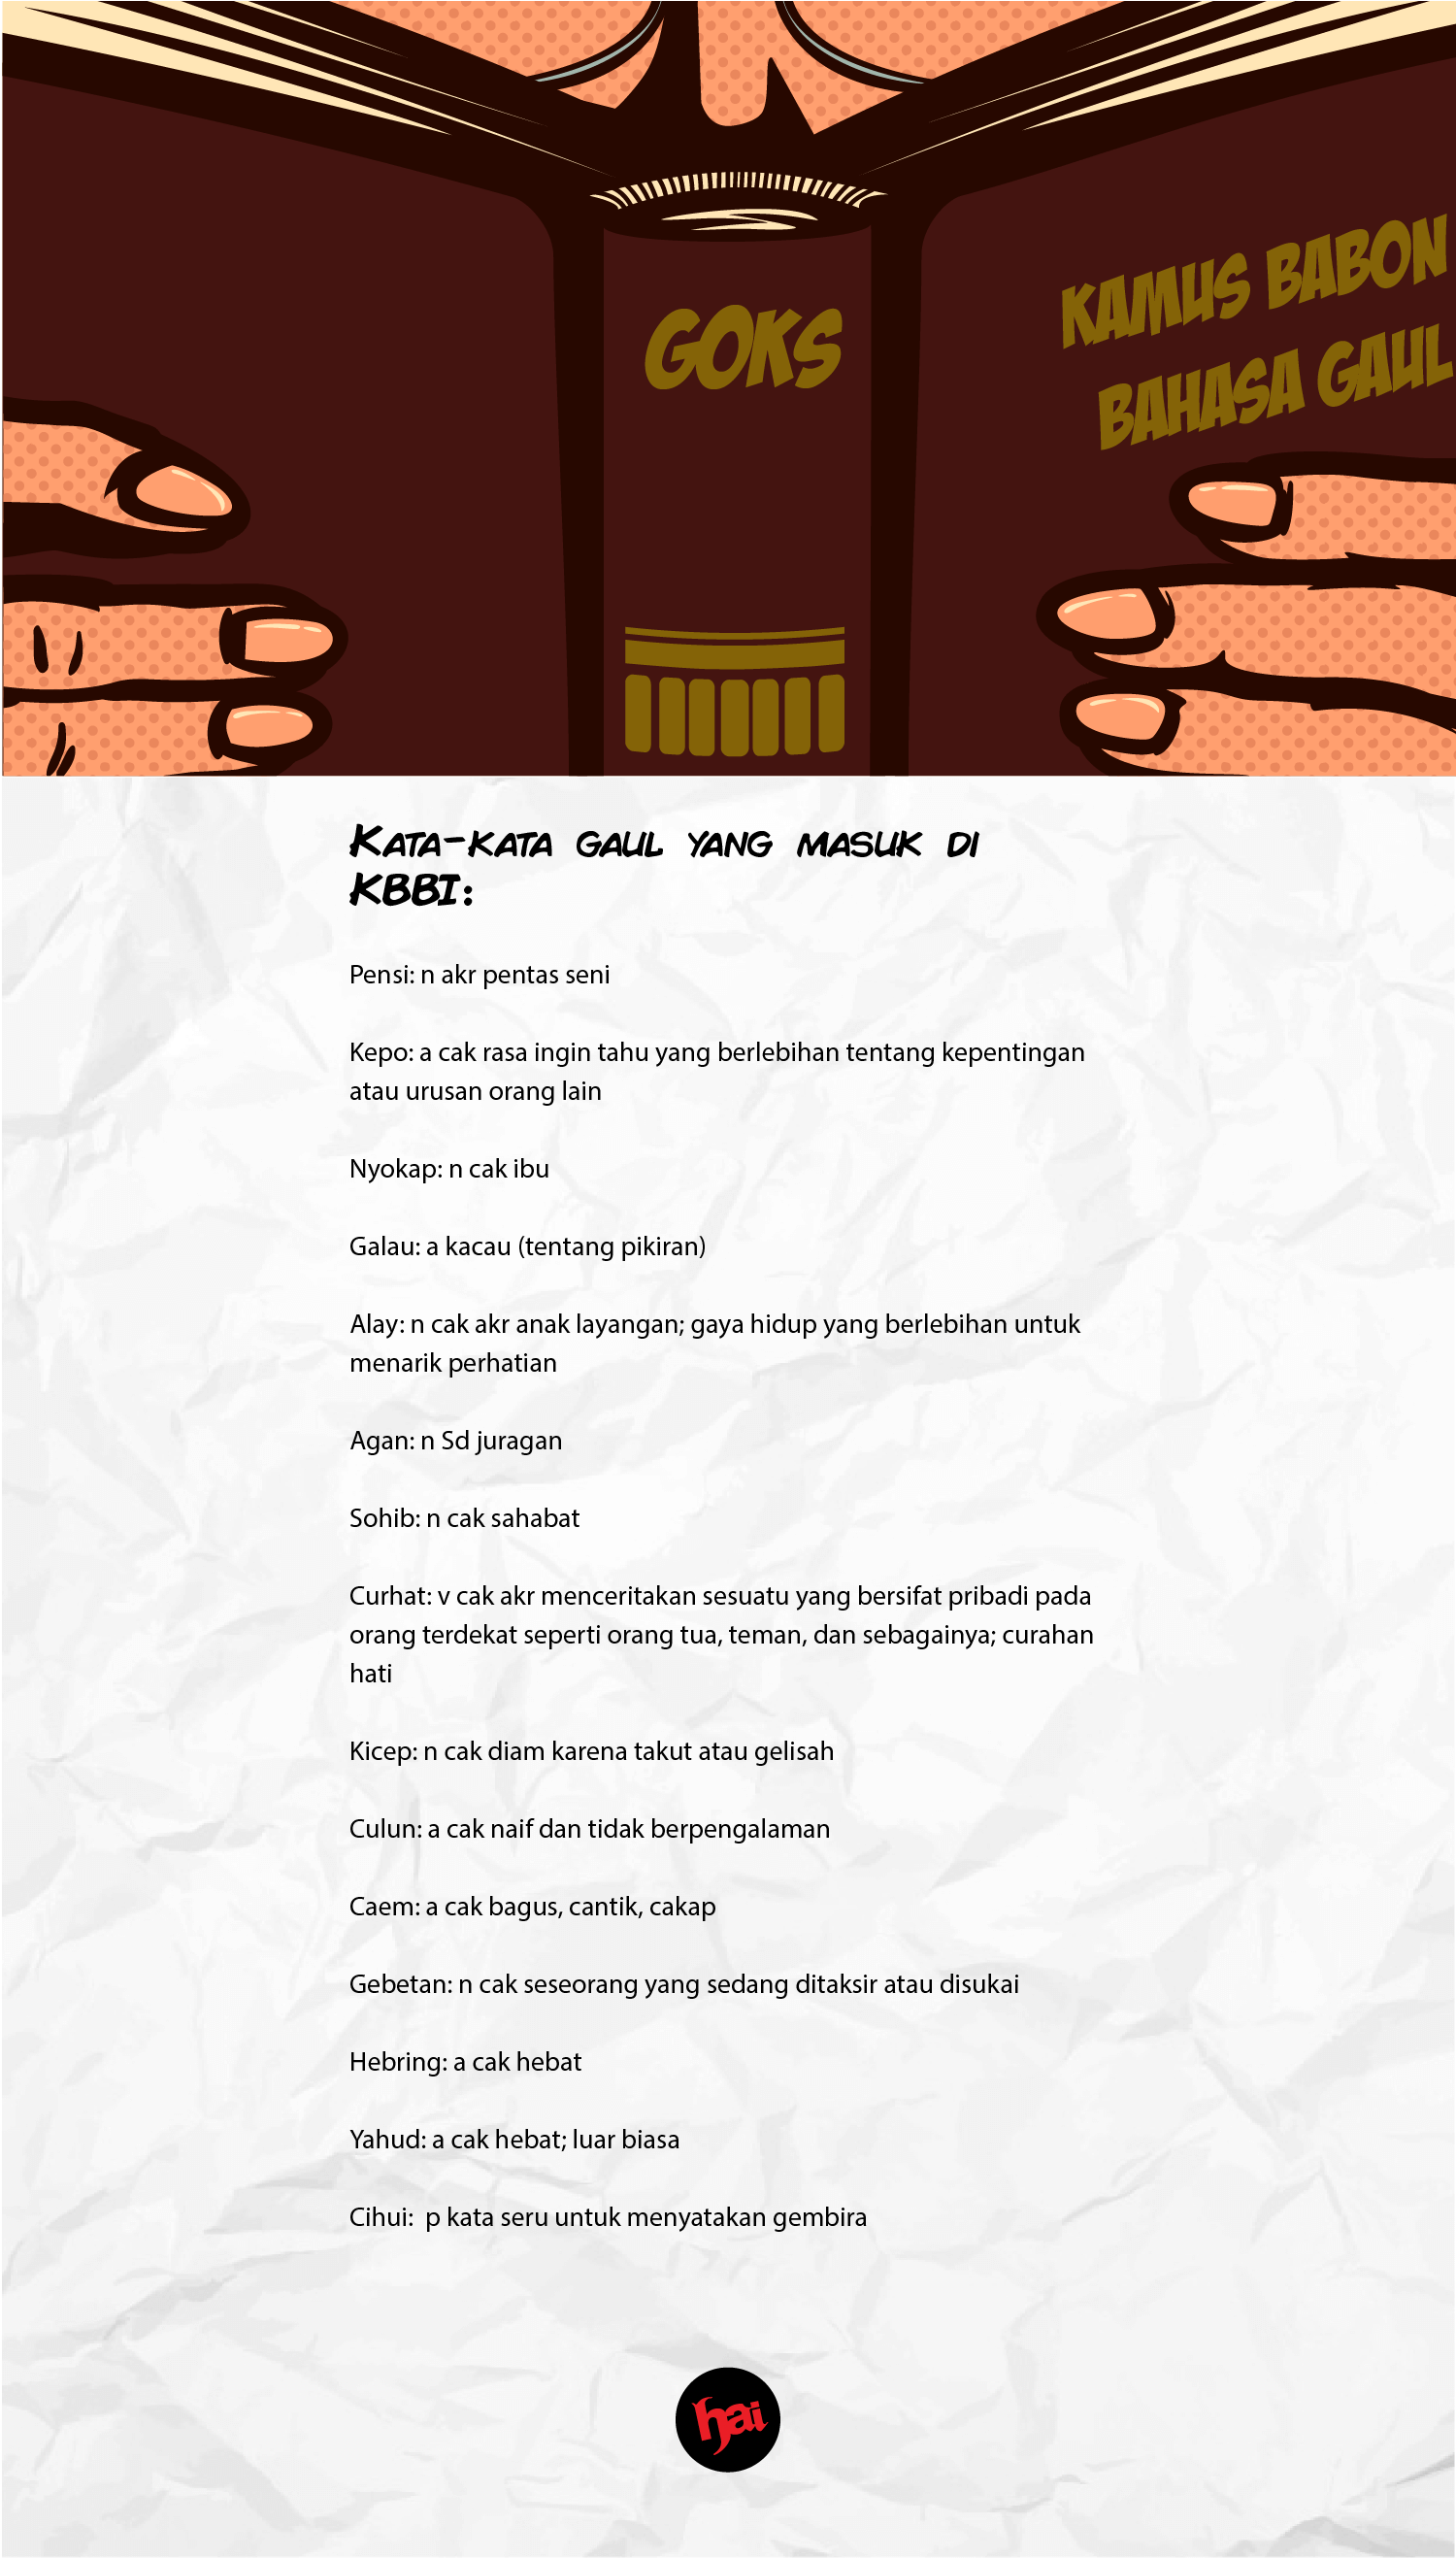 GOKS
KAMUS BABON
BAHASA GAUL
Kata-kata gaul yang masuk di
KBBI:
Pensi: n akr pentas seni
Kepo: a cak rasa ingin tahu yang berlebihan tentang kepentingan
atau urusan orang lain
Nyokap: n cak ibu
Galau: a kacau (tentang pikiran)
Alay: n cak akr anak layangan; gaya hidup yang berlebihan untuk
menarik perhatian
Agan: n Sd juragan
Sohib: n cak sahabat
Curhat: v cak akr menceritakan sesuatu yang bersifat pribadi pada
orang terdekat seperti orang tua, teman, dan sebagainya; curahan
hati
Kicep: n cak diam karena takut atau gelisah
Culun: a cak naif dan tidak berpengalaman
Caem: a cak bagus, cantik, cakap
Gebetan: n cak seseorang yang sedang ditaksir atau disukai
Hebring: a cak hebat
Yahud: a cak hebat; luar biasa
Cihui:  p kata seru untuk menyatakan gembira
hai